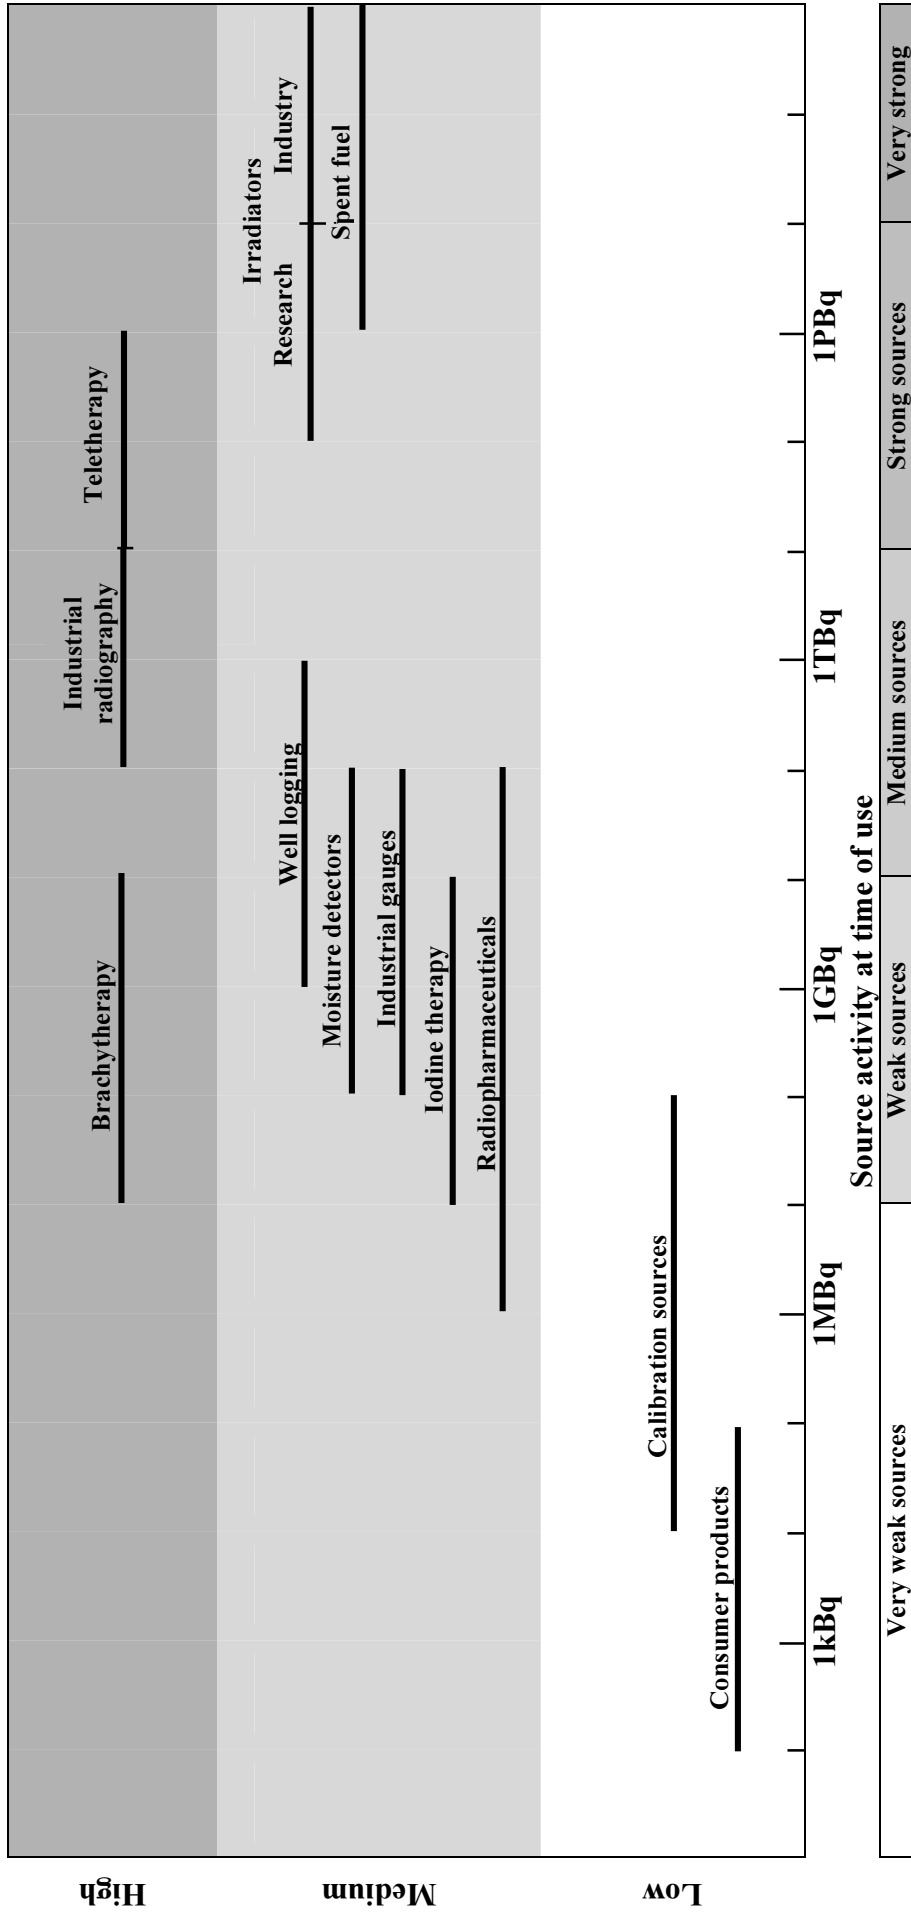 High
Medium
Low
Brachytherapy
Industrial
radiography
Teletherapy
Irradiators
Research
Industry
Spent fuel
Well logging
Moisture detectors
Industrial gauges
Iodine therapy
Radiopharmaceuticals
Calibration sources
Consumer products
1kBq
1MBq
1GBq
1TBq
1PBq
Source activity at time of use
Very weak sources
Weak sources
Medium sources
Strong sources
Very strong